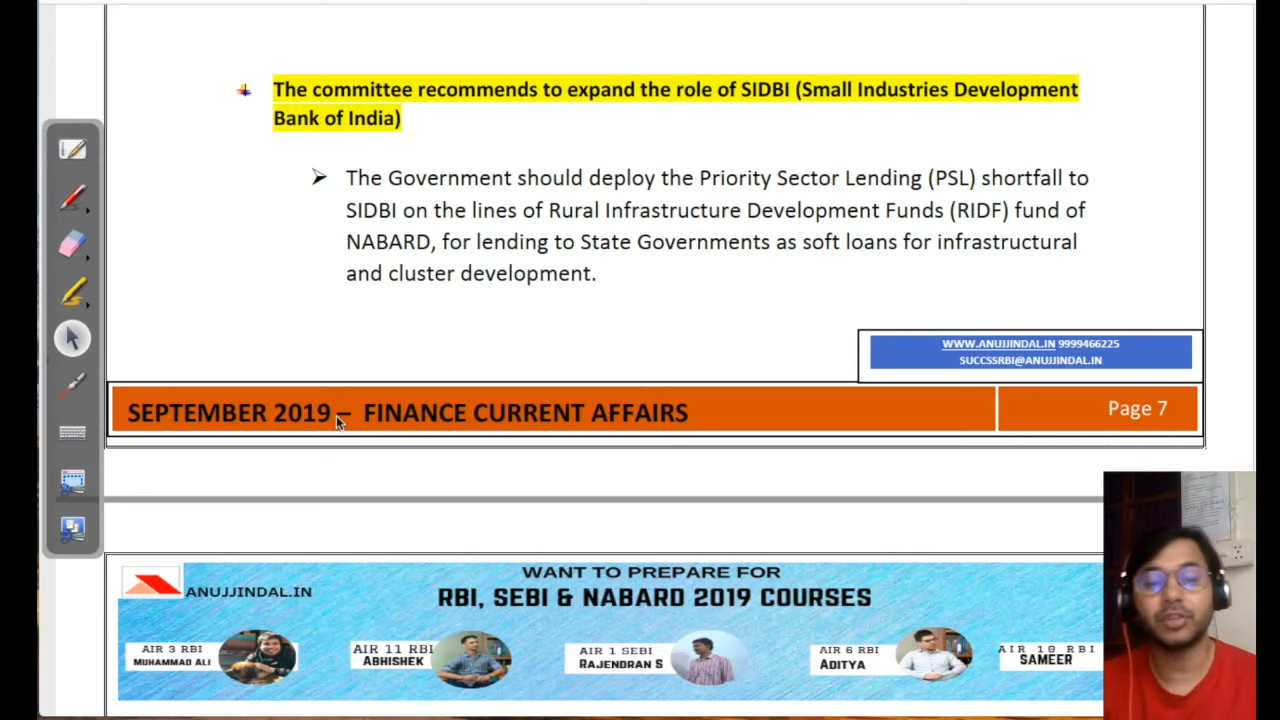 The committee recommends to expand the role of SIDBI (Small Industries Development
Bank of India)
The Government should deploy the Priority Sector Lending (PSL) shortfall to
SIDBI on the lines of Rural Infrastructure Development Funds (RIDF) fund of
NABARD, for lending to State Governments as soft loans for infrastructural
and cluster development.
WWW.ANUJJINDAL.IN 9999466225
SUCCSSRBI@ANUJJINDAL.IN
SEPTEMBER 2019 – FINANCE CURRENT AFFAIRS
Page 7
ANUJJINDAL.IN
WANT TO PREPARE FOR
RBI, SEBI & NABARD 2019 COURSES
AIR 3 RBI
MUHAMMAD ALI
AIR 11 RBI
ABHISHEK
AIR 1 SEBI
RAJENDRAN S
AIR 6 RBI
ADITYA
AIR 10 RBI
SAMEER